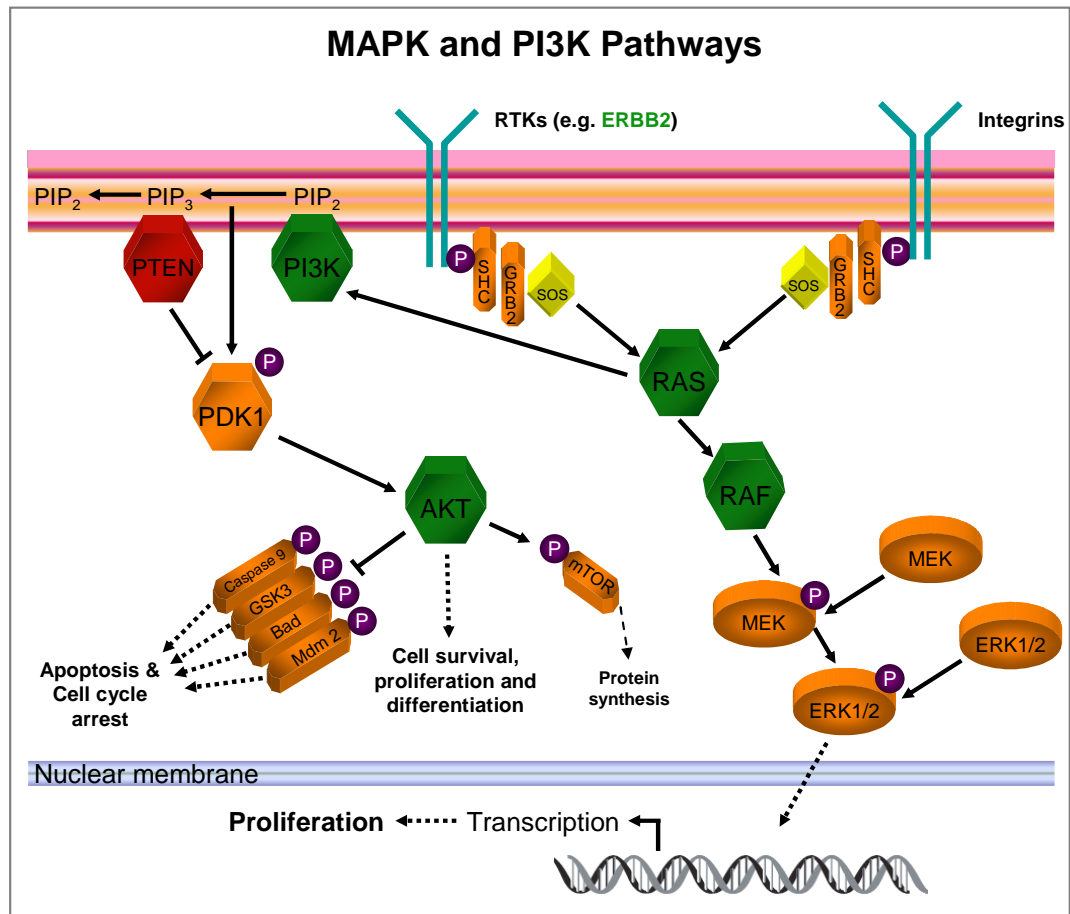 MAPK and PI3K Pathways
RTKs (e.g. ERBB2)
Integrins
PIP2
PIP3
PIP2
PTEN
PI3K
P
SHC
GRB2
SOS
SOS
GRB2
SHC
P
RAS
P
PDK1
RAF
AKT
P
Caspase 9
P
GSK3
P
Bad
P
Mdm 2
P
mTOR
MEK
P
MEK
ERK1/2
P
ERK1/2
Apoptosis &
Cell cycle
arrest
Cell survival,
proliferation and
differentiation
Protein
synthesis
Nuclear membrane
Proliferation
Transcription